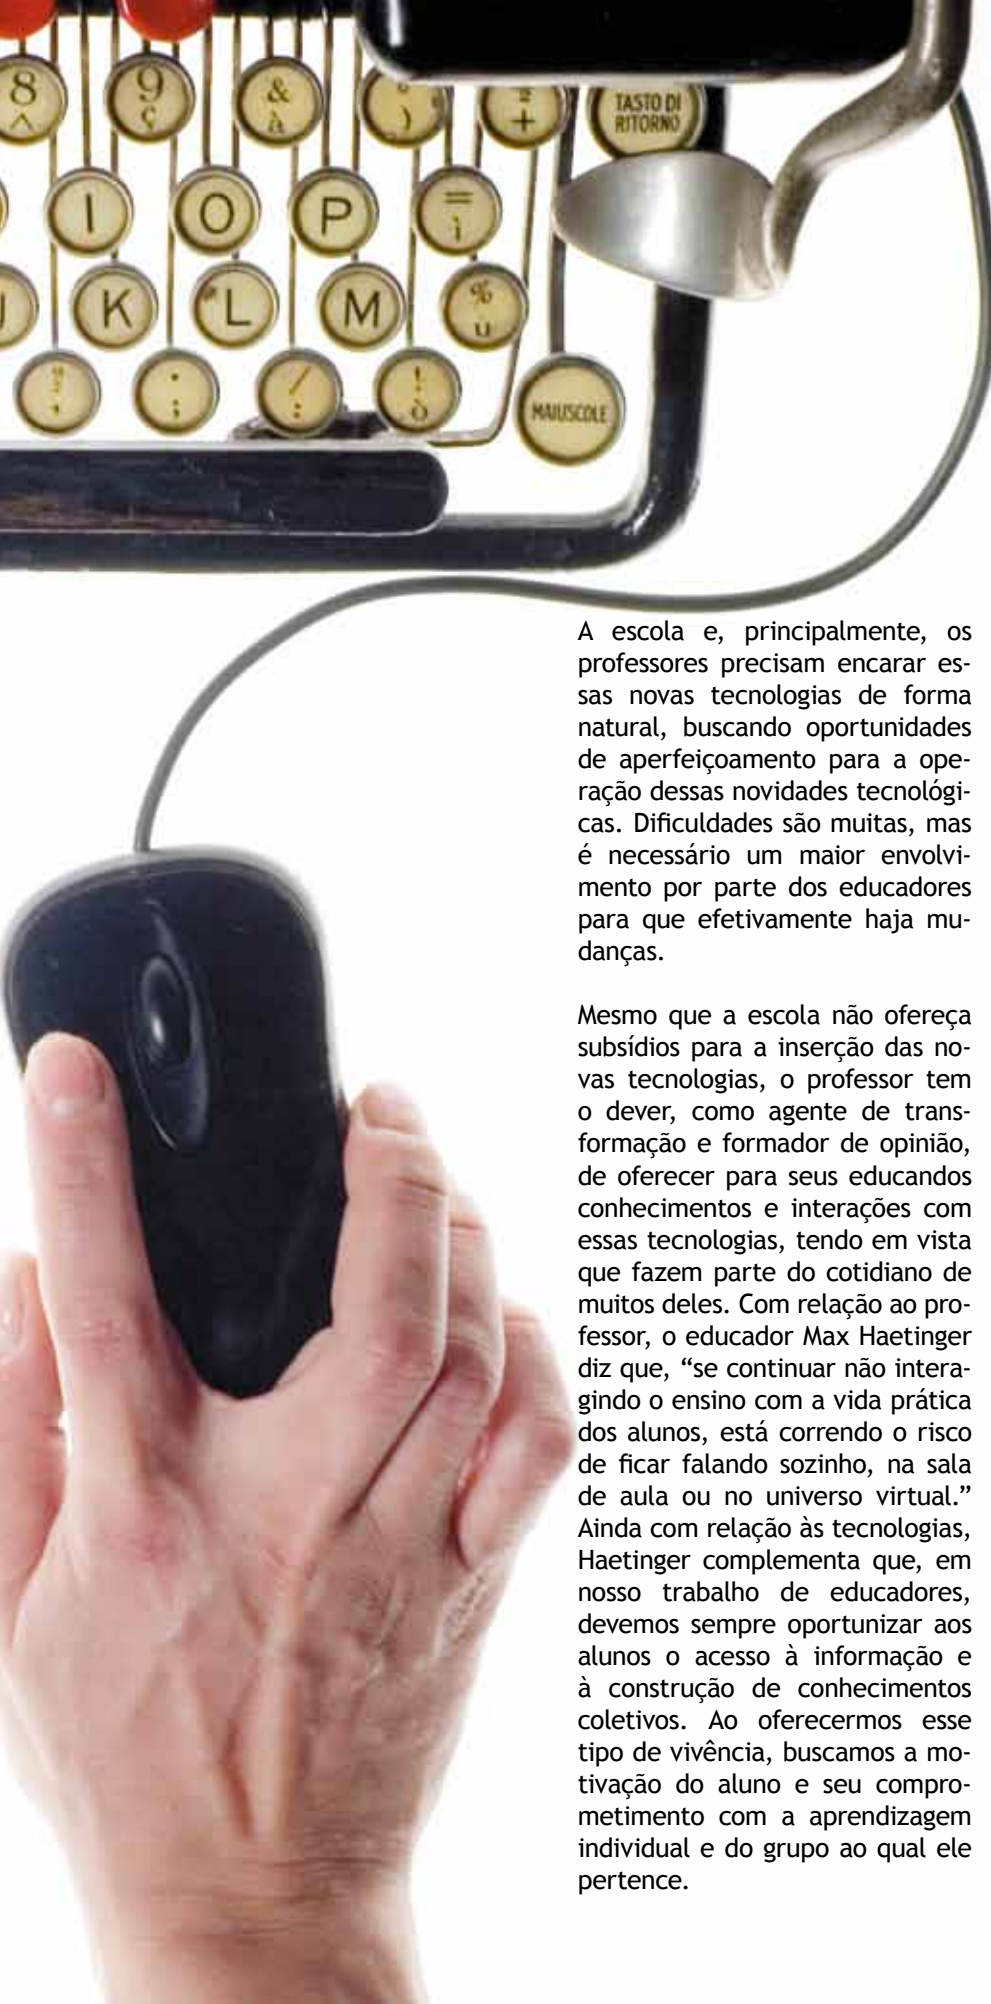 8
^
9
ç
&
à
°
)
=
+
TASTO DI
RITORNO
I
O
P
=
ì
J
K
L
M
%
ù
?
,
.
;
/
:
!
ò
MAIUSCOLE
A escola e, principalmente, os
professores precisam encarar es-
sas novas tecnologias de forma
natural, buscando oportunidades
de aperfeiçoamento para a ope-
ração dessas novidades tecnológi-
cas. Dificuldades são muitas, mas
é necessário um maior envolvi-
mento por parte dos educadores
para que efetivamente haja mu-
danças.
Mesmo que a escola não ofereça
subsídios para a inserção das no-
vas tecnologias, o professor tem
o dever, como agente de trans-
formação e formador de opinião,
de oferecer para seus educandos
conhecimentos e interações com
essas tecnologias, tendo em vista
que fazem parte do cotidiano de
muitos deles. Com relação ao pro-
fessor, o educador Max Haetinger
diz que, “se continuar não intera-
gindo o ensino com a vida prática
dos alunos, está correndo o risco
de ficar falando sozinho, na sala
de aula ou no universo virtual.”
Ainda com relação às tecnologias,
Haetinger complementa que, em
nosso trabalho de educadores,
devemos sempre oportunizar aos
alunos o acesso à informação e
à construção de conhecimentos
coletivos. Ao oferecermos esse
tipo de vivência, buscamos a mo-
tivação do aluno e seu compro-
metimento com a aprendizagem
individual e do grupo ao qual ele
pertence.